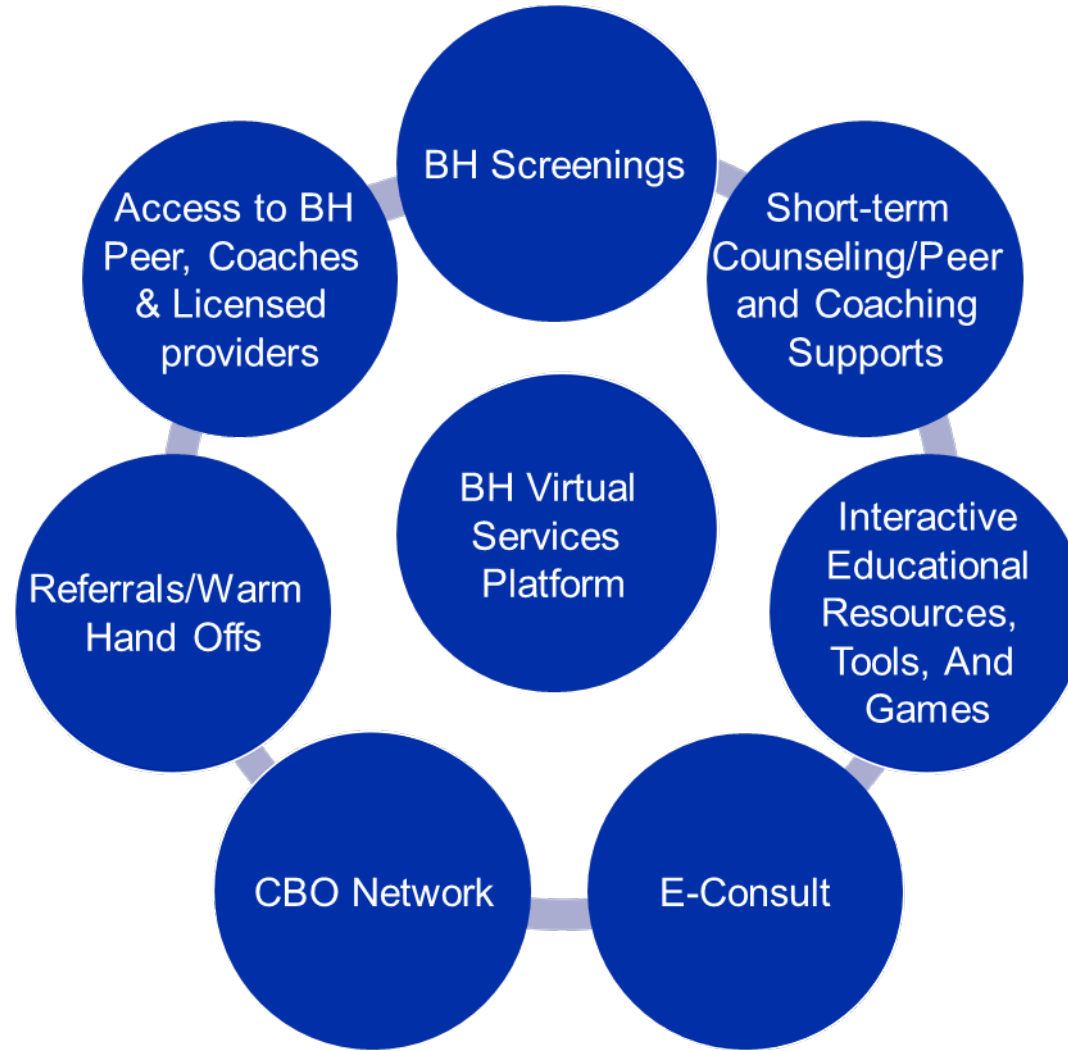 BH Screenings
Short-term
Counseling/Peer
and Coaching
Supports
Interactive
Educational
Resources,
Tools, And
Games
E-Consult
CBO Network
Referrals/Warm
Hand Offs
Access to BH
Peer, Coaches
& Licensed
providers
BH Virtual
Services
Platform